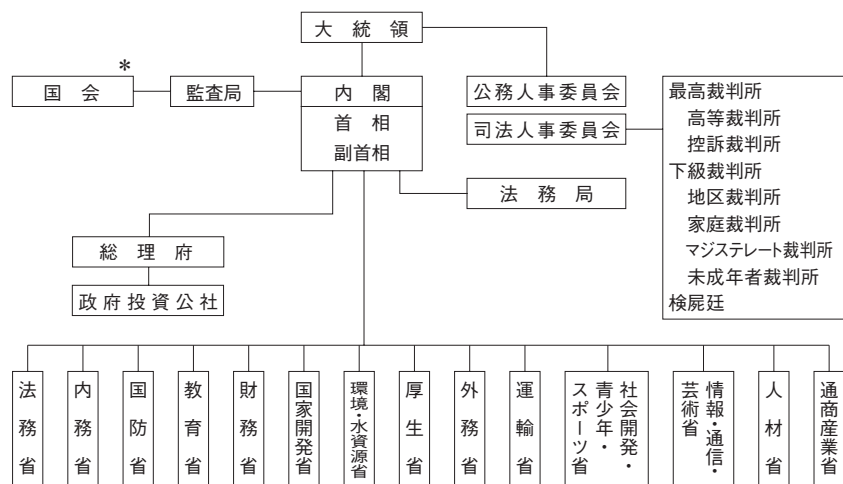 大統領
*
国会
監査局
内閣
首相
副首相
公務人事委員会
司法人事委員会
法務局
最高裁判所
高等裁判所
控訴裁判所
下級裁判所
地区裁判所
家庭裁判所
マジステレート裁判所
未成年者裁判所
検屍廷
総理府
政府投資公社
法務省
内務省
国防省
教育省
財務省
国家開発省
環境・水資源省
厚生省
外務省
運輸省
社会開発・
青少年・
スポーツ省
情報・通信・
芸術省
人材省
通商産業省